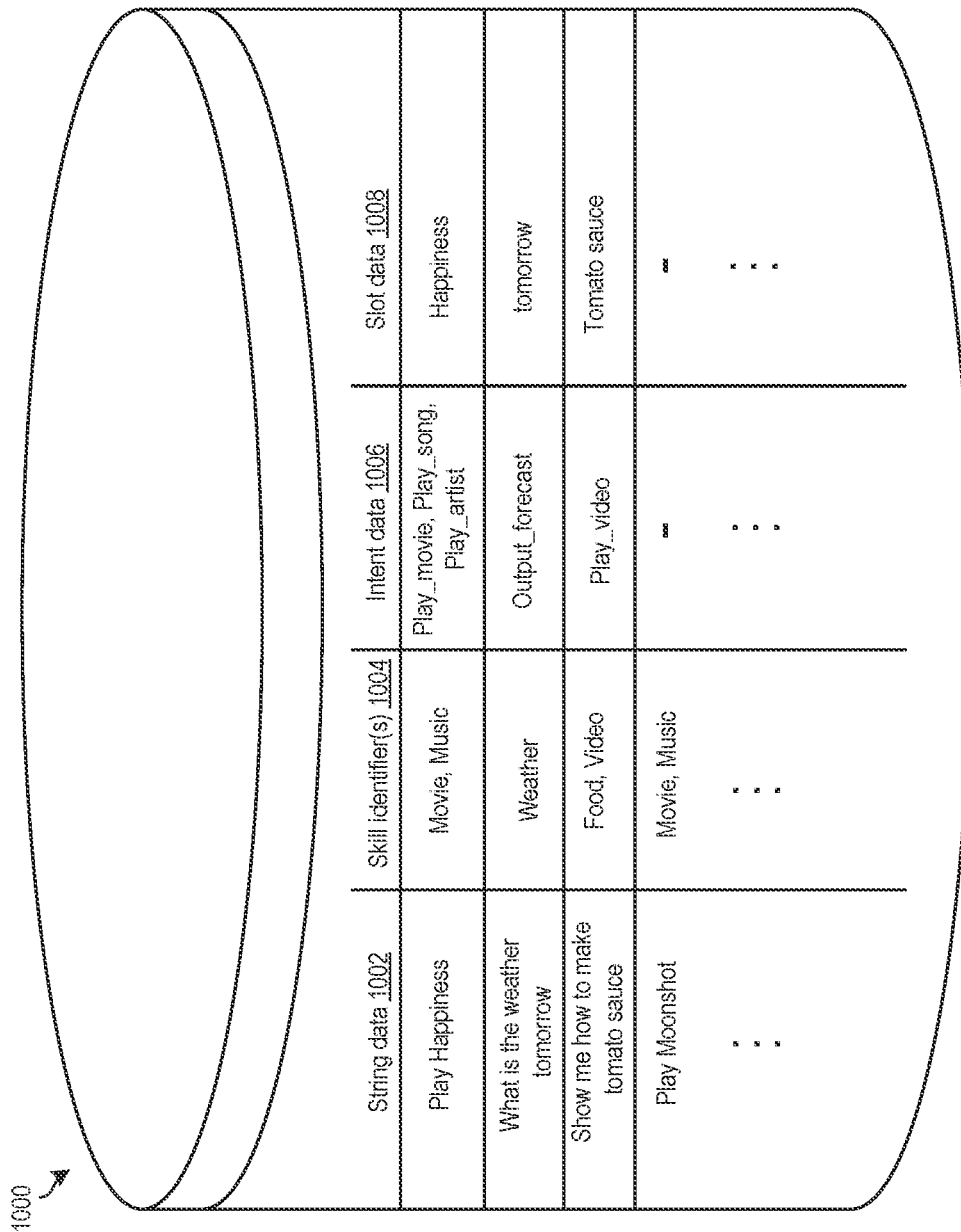 1000
String data 1002 Skill identifier(s) 1004 Intent data 1006 Slot data 1008
Play Happiness Movie, Music Play_movie, Play_song, Happiness
Play_artist
What is the weather Weather Output_forecast tomorrow
tomorrow
Show me how to make Food, Video Play_video Tomato sauce
tomato sauce
Play Moonshot Movie, Music -- --